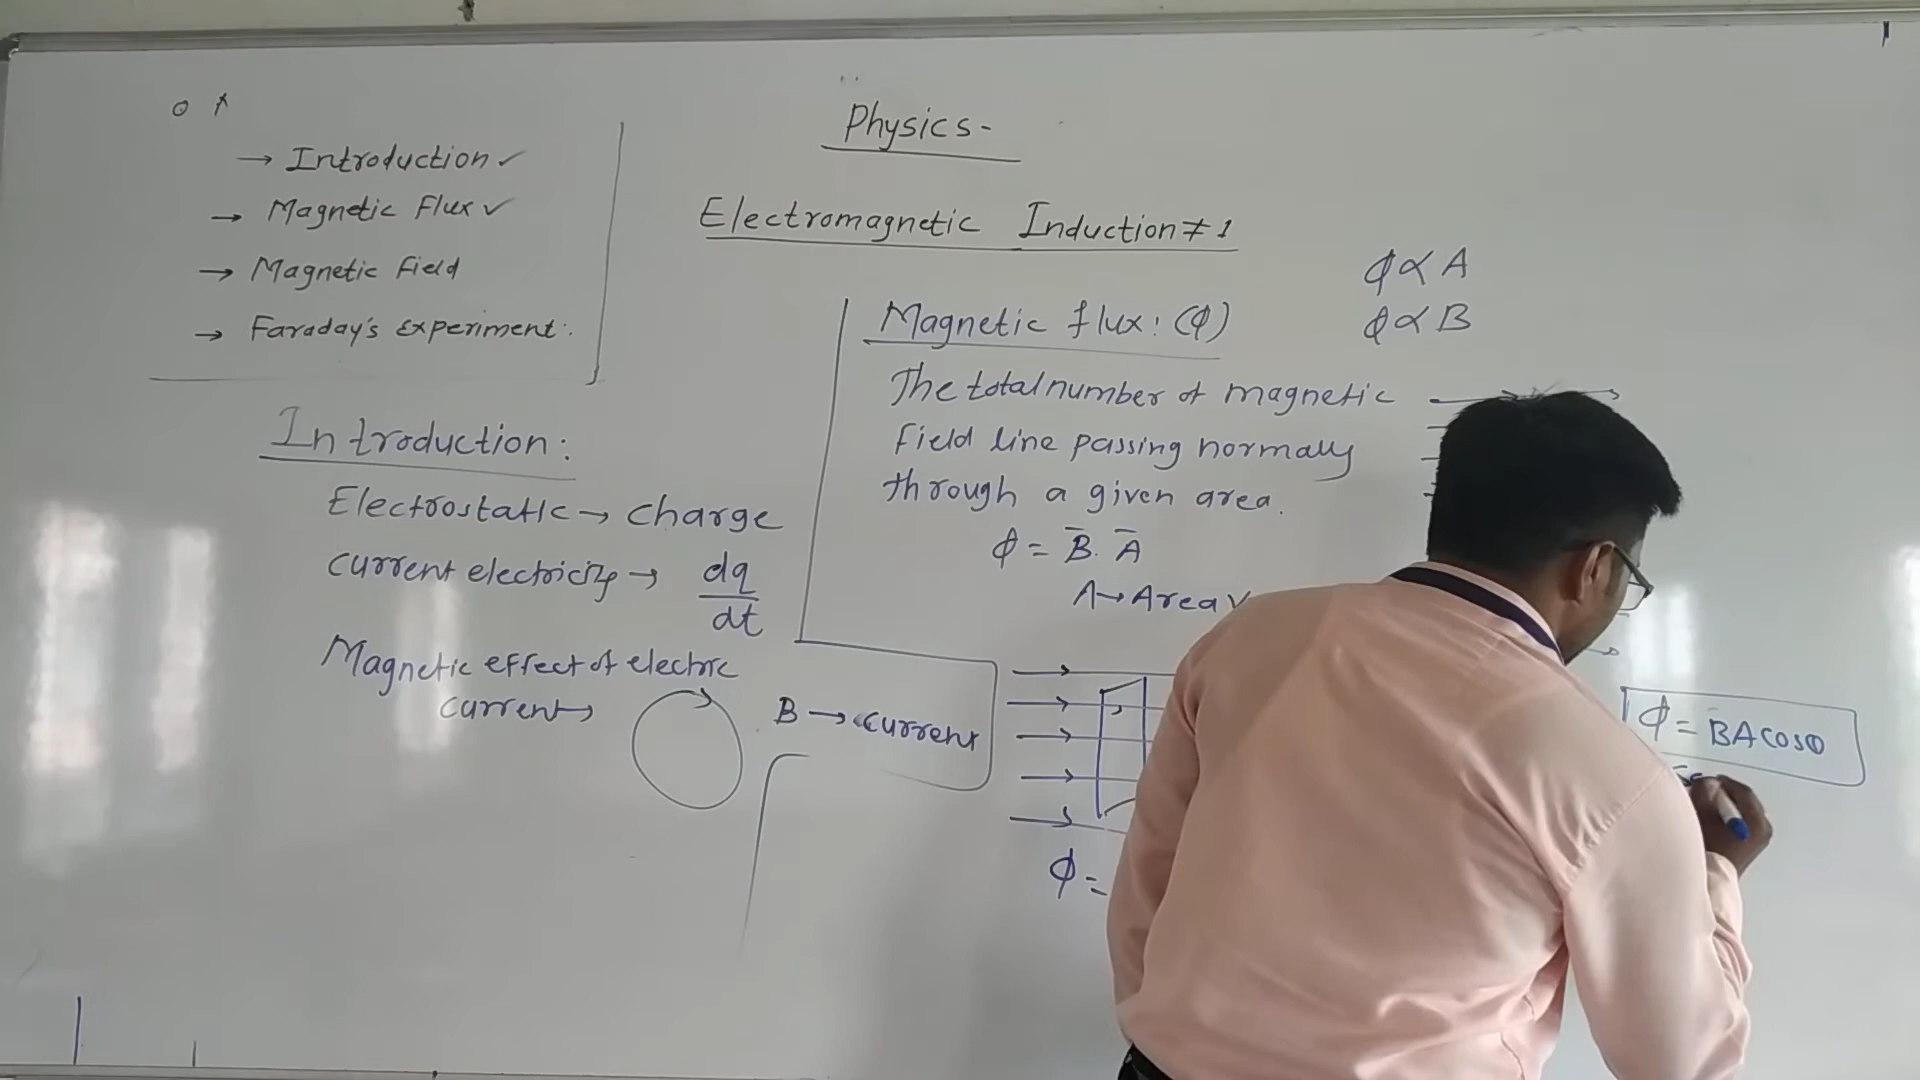 Physics-
Electromagnetic Induction # 1
→ Introduction ✓
→ Magnetic Flux ✓
→ Magnetic Field
→ Faraday's Experiment:
Introduction:
Electrostatic → Charge
Current electricity → dq/dt
Magnetic effect of electric
current →
B → current
Magnetic flux: (ϕ)
The total number of magnetic
field line passing normally
through a given area.
ϕ = B̄. Ā
A → Area
ϕ =
ϕ ∝ A
ϕ ∝ B
ϕ = BA cosθ